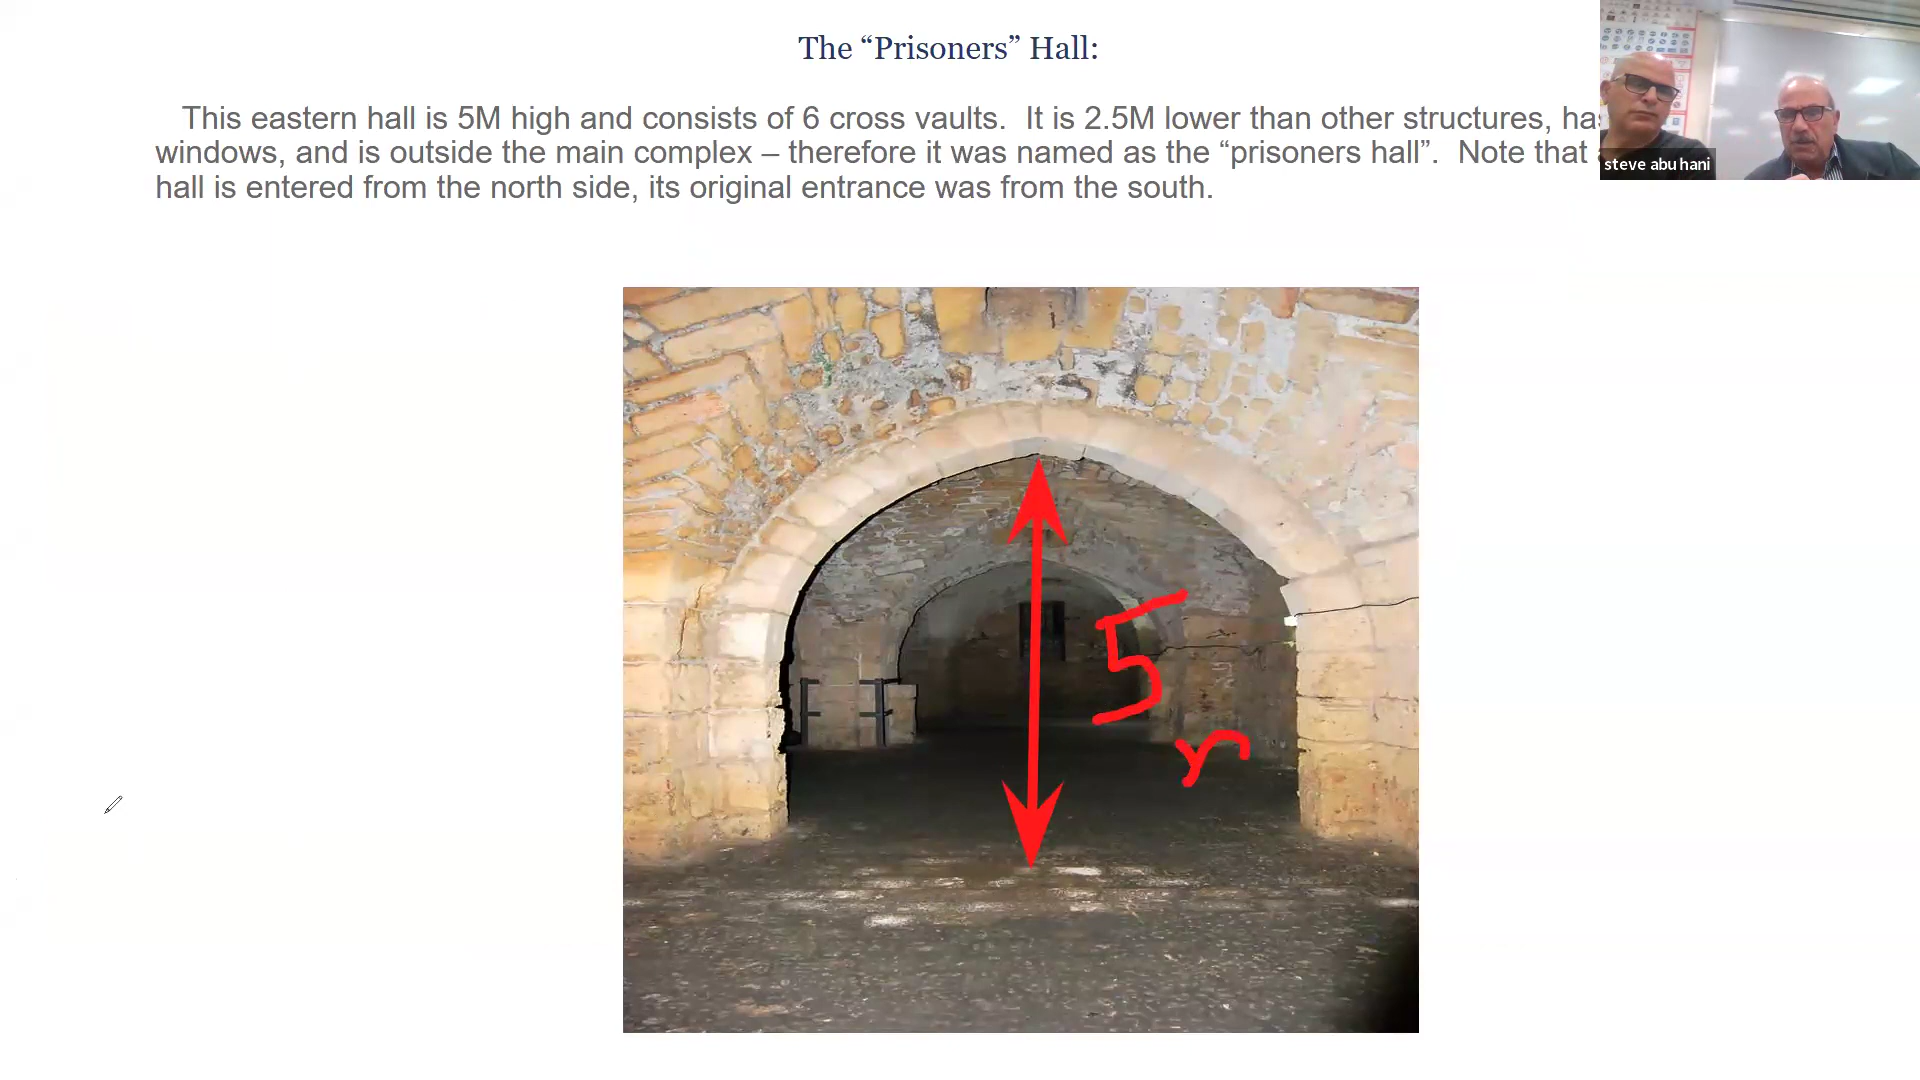 The “Prisoners” Hall:
This eastern hall is 5M high and consists of 6 cross vaults. It is 2.5M lower than other structures, has
windows, and is outside the main complex – therefore it was named as the “prisoners hall”. Note that
hall is entered from the north side, its original entrance was from the south.
steve abu hani
5